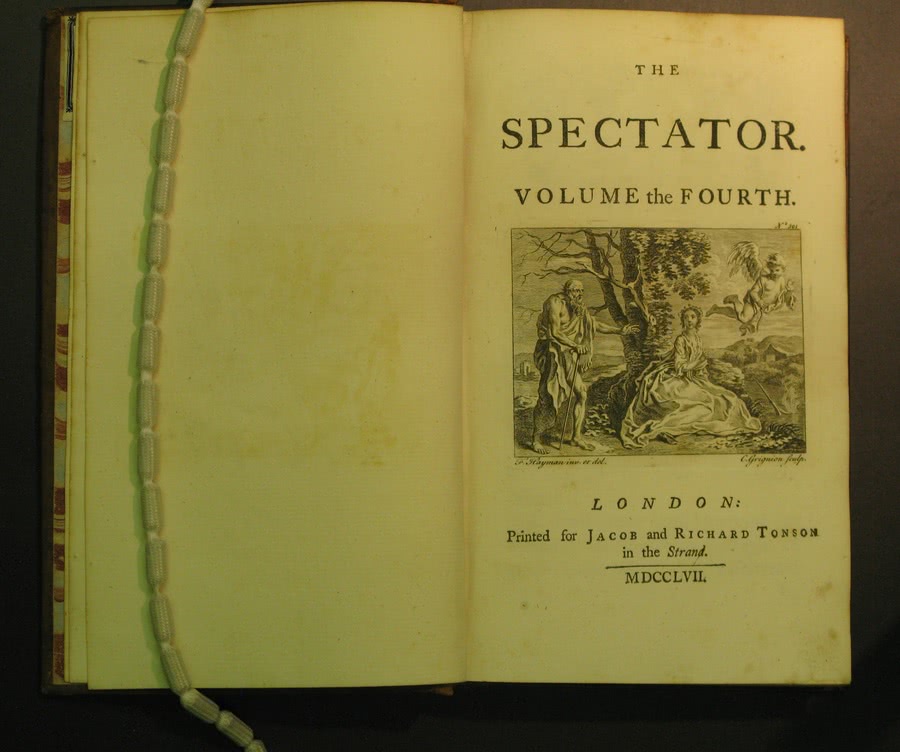 THE
SPECTATOR.
VOLUME the FOURTH.
Nº 301
F. Hayman inv et del.
C. Grignion sculp.
LONDON:
Printed for JACOB and RICHARD TONSON
in the Strand.
MDCCLVII.